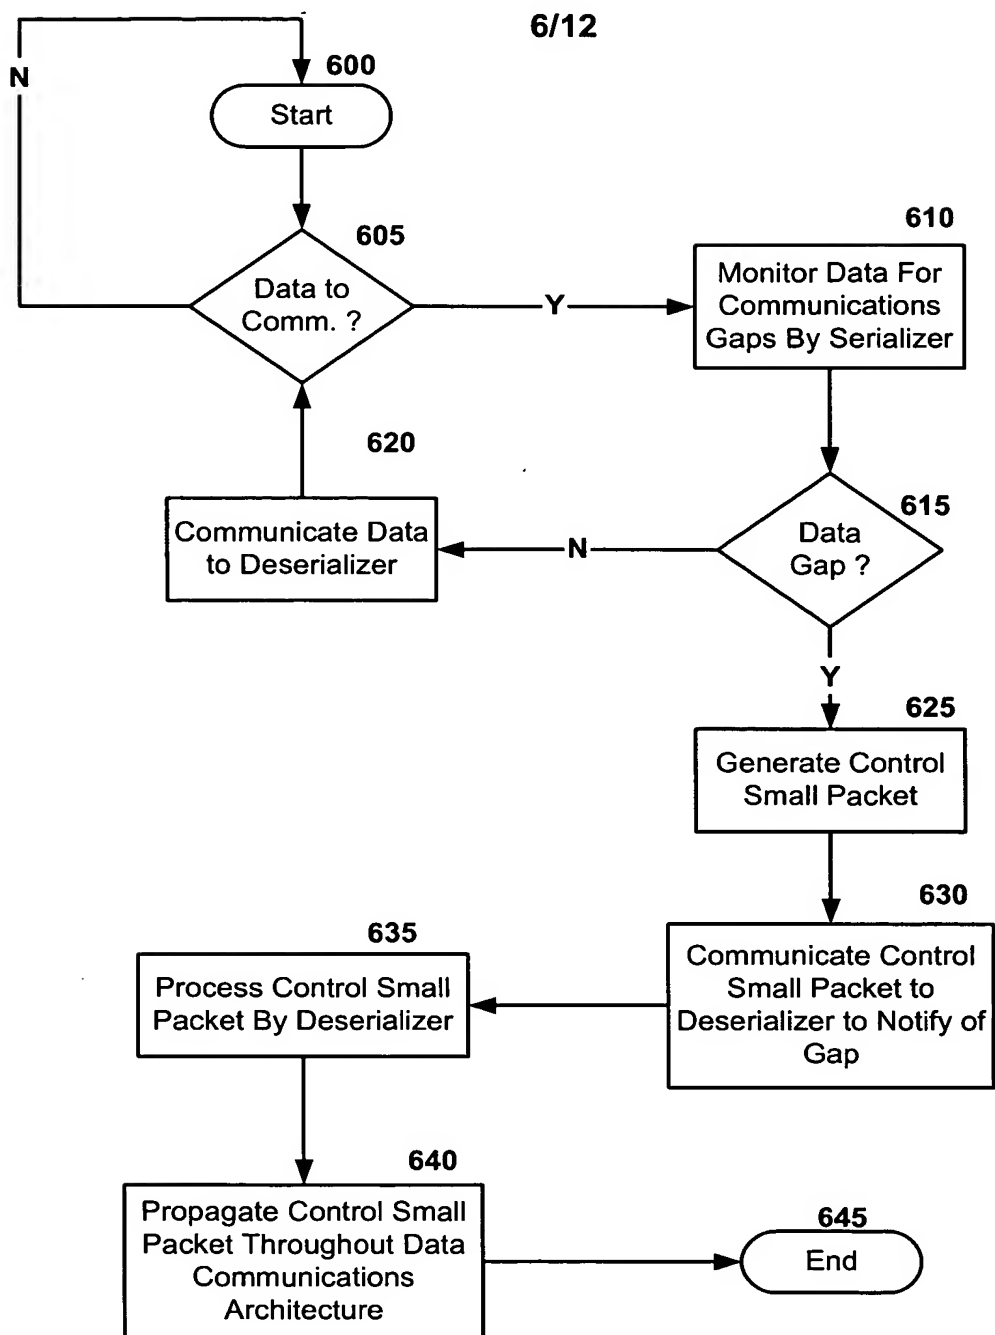 6/12
N
600
Start
605
Data to
Comm. ?
Y
610
Monitor Data For
Communications
Gaps By Serializer
615
Data
Gap ?
N
620
Communicate Data
to Deserializer
Y
625
Generate Control
Small Packet
630
Communicate Control
Small Packet to
Deserializer to Notify of
Gap
635
Process Control Small
Packet By Deserializer
640
Propagate Control Small
Packet Throughout Data
Communications
Architecture
645
End